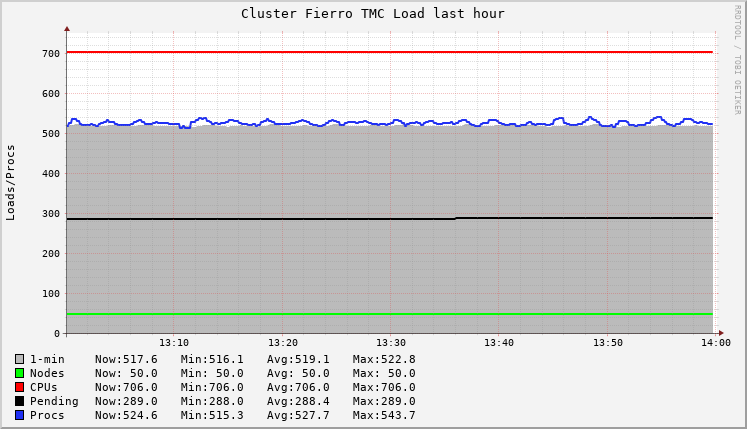 Cluster Fierro TMC Load last hour
RRDTOOL / TOBI OETIKER
Loads/Procs
700
600
500
400
300
200
100
0
13:10 13:20 13:30 13:40 13:50 14:00
1-min Now:517.6 Min:516.1 Avg:519.1 Max:522.8
Nodes Now: 50.0 Min: 50.0 Avg: 50.0 Max: 50.0
CPUs Now:706.0 Min:706.0 Avg:706.0 Max:706.0
Pending Now:289.0 Min:288.0 Avg:288.4 Max:289.0
Procs Now:524.6 Min:515.3 Avg:527.7 Max:543.7